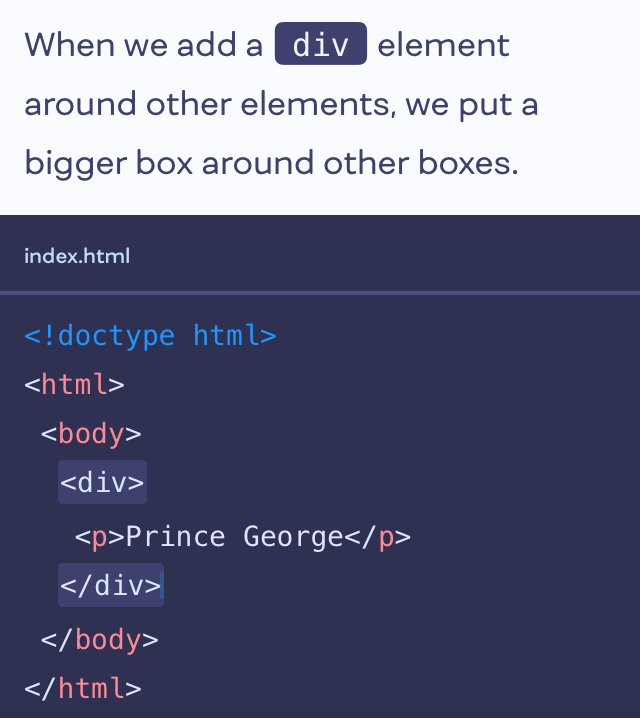 When we add a div element
around other elements, we put a
bigger box around other boxes.
index.html
<!doctype html>
<html>
<body>
<div>
<p>Prince George</p>
</div>
</body>
</html>